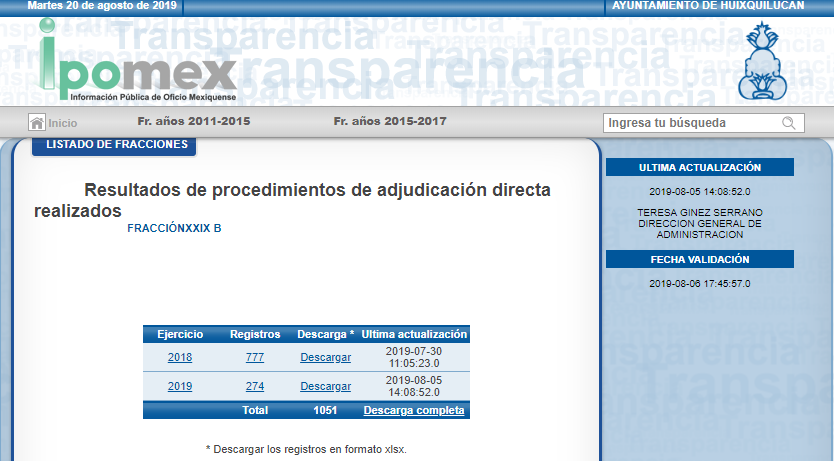 Martes 20 de agosto de 2019
AYUNTAMIENTO DE HUIXQUILUCAN
Transparencia
Transparencia
Transparencia
ipomex
Información Pública de Oficio Mexiquense
Inicio
Fr. años 2011-2015
Fr. años 2015-2017
Ingresa tu búsqueda
LISTADO DE FRACCIONES
Resultados de procedimientos de adjudicación directa
realizados
FRACCIÓNXXIX B
Ejercicio Registros Descarga * Ultima actualización
2018 777 Descargar 2019-07-30
11:05:23.0
2019 274 Descargar 2019-08-05
14:08:52.0
Total 1051 Descarga completa
* Descargar los registros en formato xlsx.
ULTIMA ACTUALIZACIÓN
2019-08-05 14:08:52.0
TERESA GINEZ SERRANO
DIRECCION GENERAL DE
ADMINISTRACION
FECHA VALIDACIÓN
2019-08-06 17:45:57.0